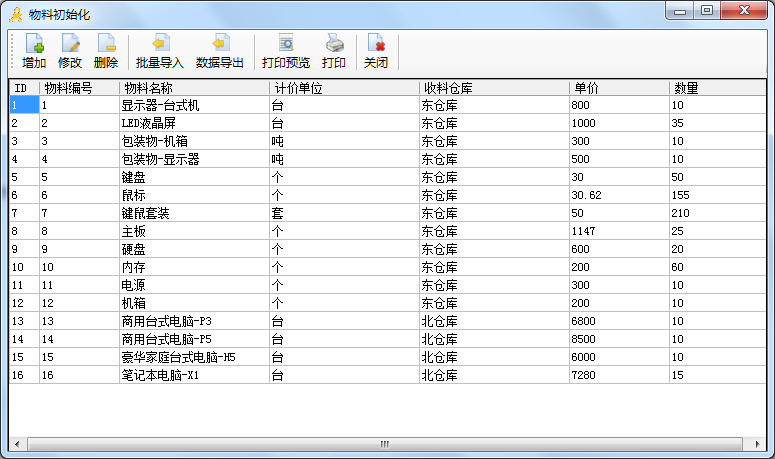 物料初始化
增加 修改 删除 批量导入 数据导出 打印预览 打印 关闭
ID 物料编号 物料名称 计价单位 收料仓库 单价 数量
1 1 显示器-台式机 台 东仓库 800 10
2 2 LED液晶屏 台 东仓库 1000 35
3 3 包装物-机箱 吨 东仓库 300 10
4 4 包装物-显示器 吨 东仓库 500 10
5 5 键盘 个 东仓库 30 50
6 6 鼠标 个 东仓库 30.62 155
7 7 键鼠套装 套 东仓库 50 210
8 8 主板 个 东仓库 1147 25
9 9 硬盘 个 东仓库 600 20
10 10 内存 个 东仓库 200 60
11 11 电源 个 东仓库 300 10
12 12 机箱 个 东仓库 200 10
13 13 商用台式电脑-P3 台 北仓库 6800 10
14 14 商用台式电脑-P5 台 北仓库 8500 10
15 15 豪华家庭台式电脑-H5 台 北仓库 6000 10
16 16 笔记本电脑-X1 台 北仓库 7280 15